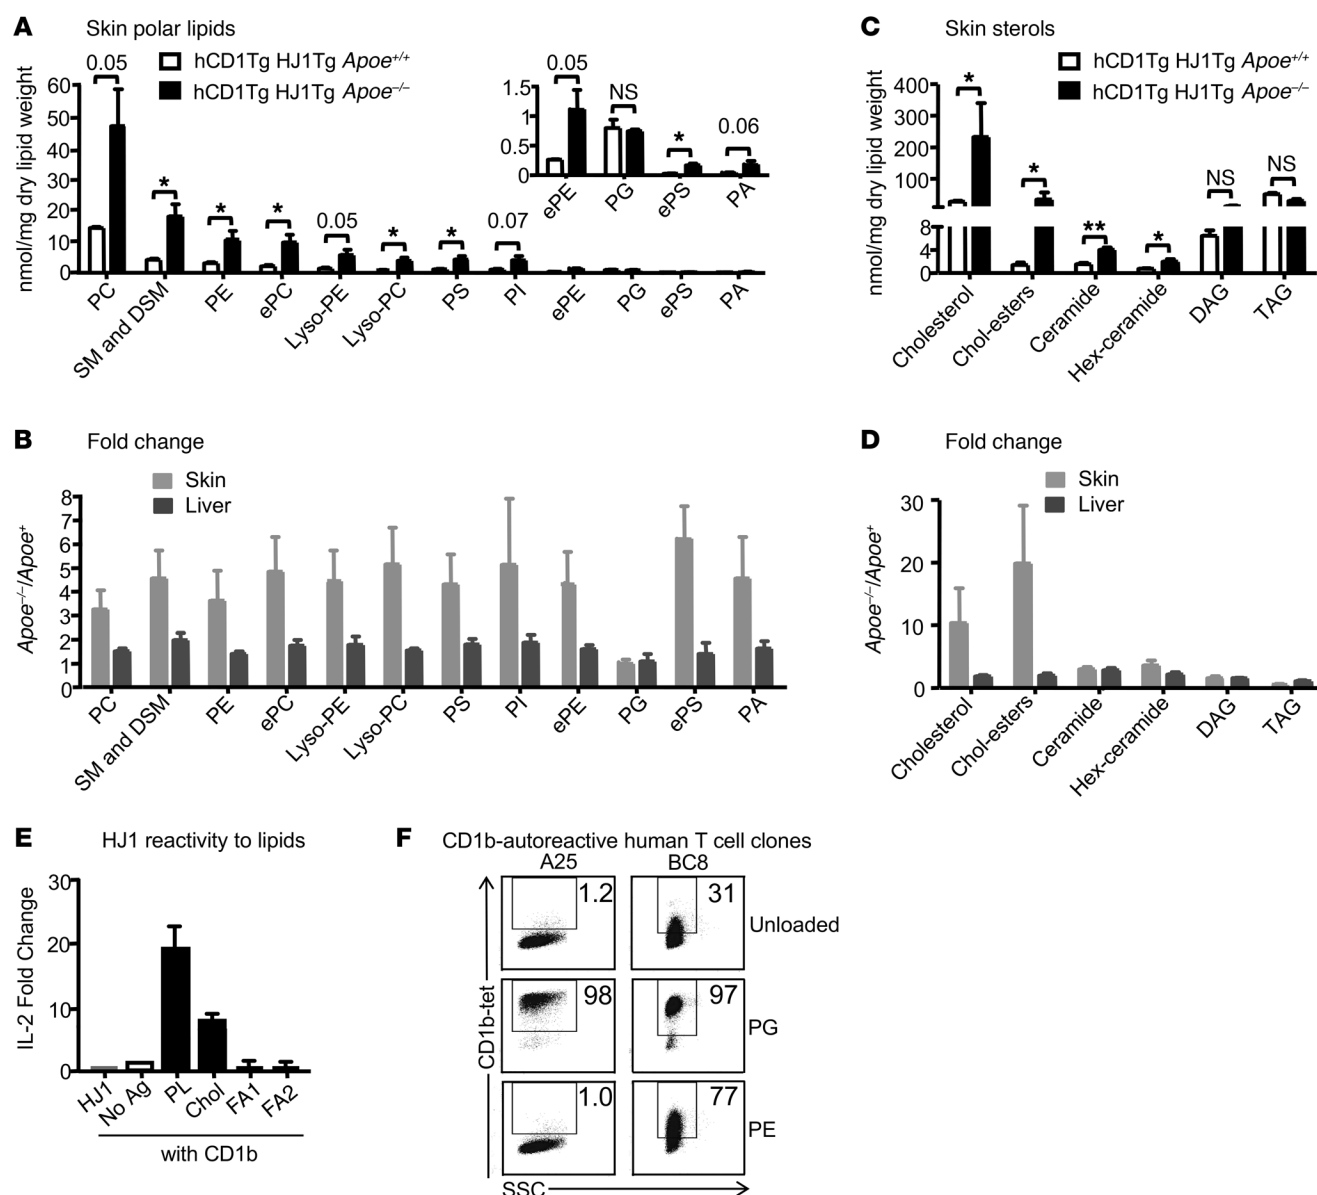 A Skin polar lipids
hCD1Tg HJ1Tg Apoe+/+
hCD1Tg HJ1Tg Apoe−/−
nmol/mg dry lipid weight
60
50
40
30
20
10
0
0.05
*
*
*
0.05
*
*
0.07
PC
SM and DSM
PE
ePC
Lyso-PE
Lyso-PC
PS
PI
ePE
PG
ePS
PA
1.5
1
0.5
0
0.05
NS
*
0.06
ePE
PG
ePS
PA
C Skin sterols
hCD1Tg HJ1Tg Apoe+/+
hCD1Tg HJ1Tg Apoe−/−
nmol/mg dry lipid weight
400
300
200
100
8
4
0
*
*
**
*
NS
NS
Cholesterol
Chol-esters
Ceramide
Hex-ceramide
DAG
TAG
B Fold change
Skin
Liver
Apoe−/−/Apoe+
8
7
6
5
4
3
2
1
0
PC
SM and DSM
PE
ePC
Lyso-PE
Lyso-PC
PS
PI
ePE
PG
ePS
PA
D Fold change
Skin
Liver
Apoe−/−/Apoe+
30
20
10
0
Cholesterol
Chol-esters
Ceramide
Hex-ceramide
DAG
TAG
E HJ1 reactivity to lipids
IL-2 Fold Change
30
20
10
0
HJ1
No Ag
PL
Chol
FA1
FA2
with CD1b
F CD1b-autoreactive human T cell clones
A25 BC8
1.2 31 Unloaded
98 97 PG
1.0 77 PE
CD1b-tet
SSC